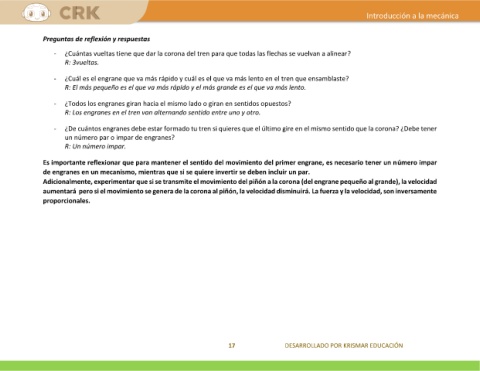 CRK
Introducción a la mecánica
Preguntas de reflexión y respuestas
- ¿Cuántas vueltas tiene que dar la corona del tren para que todas las flechas se vuelvan a alinear?
R: 3vueltas.
- ¿Cuál es el engrane que va más rápido y cuál es el que va más lento en el tren que ensamblaste?
R: El más pequeño es el que va más rápido y el más grande es el que va más lento.
- ¿Todos los engranes giran hacia el mismo lado o giran en sentidos opuestos?
R: Los engranes en el tren van alternando sentido entre uno y otro.
- ¿De cuántos engranes debe estar formado tu tren si quieres que el último gire en el mismo sentido que la corona? ¿Debe tener
un número par o impar de engranes?
R: Un número impar.
Es importante reflexionar que para mantener el sentido del movimiento del primer engrane, es necesario tener un número impar
de engranes en un mecanismo, mientras que si se quiere invertir se deben incluir un par.
Adicionalmente, experimentar que si se transmite el movimiento del piñón a la corona (del engrane pequeño al grande), la velocidad
aumentará pero si el movimiento se genera de la corona al piñón, la velocidad disminuirá. La fuerza y la velocidad, son inversamente
proporcionales.
17 DESARROLLADO POR KRISMAR EDUCACIÓN